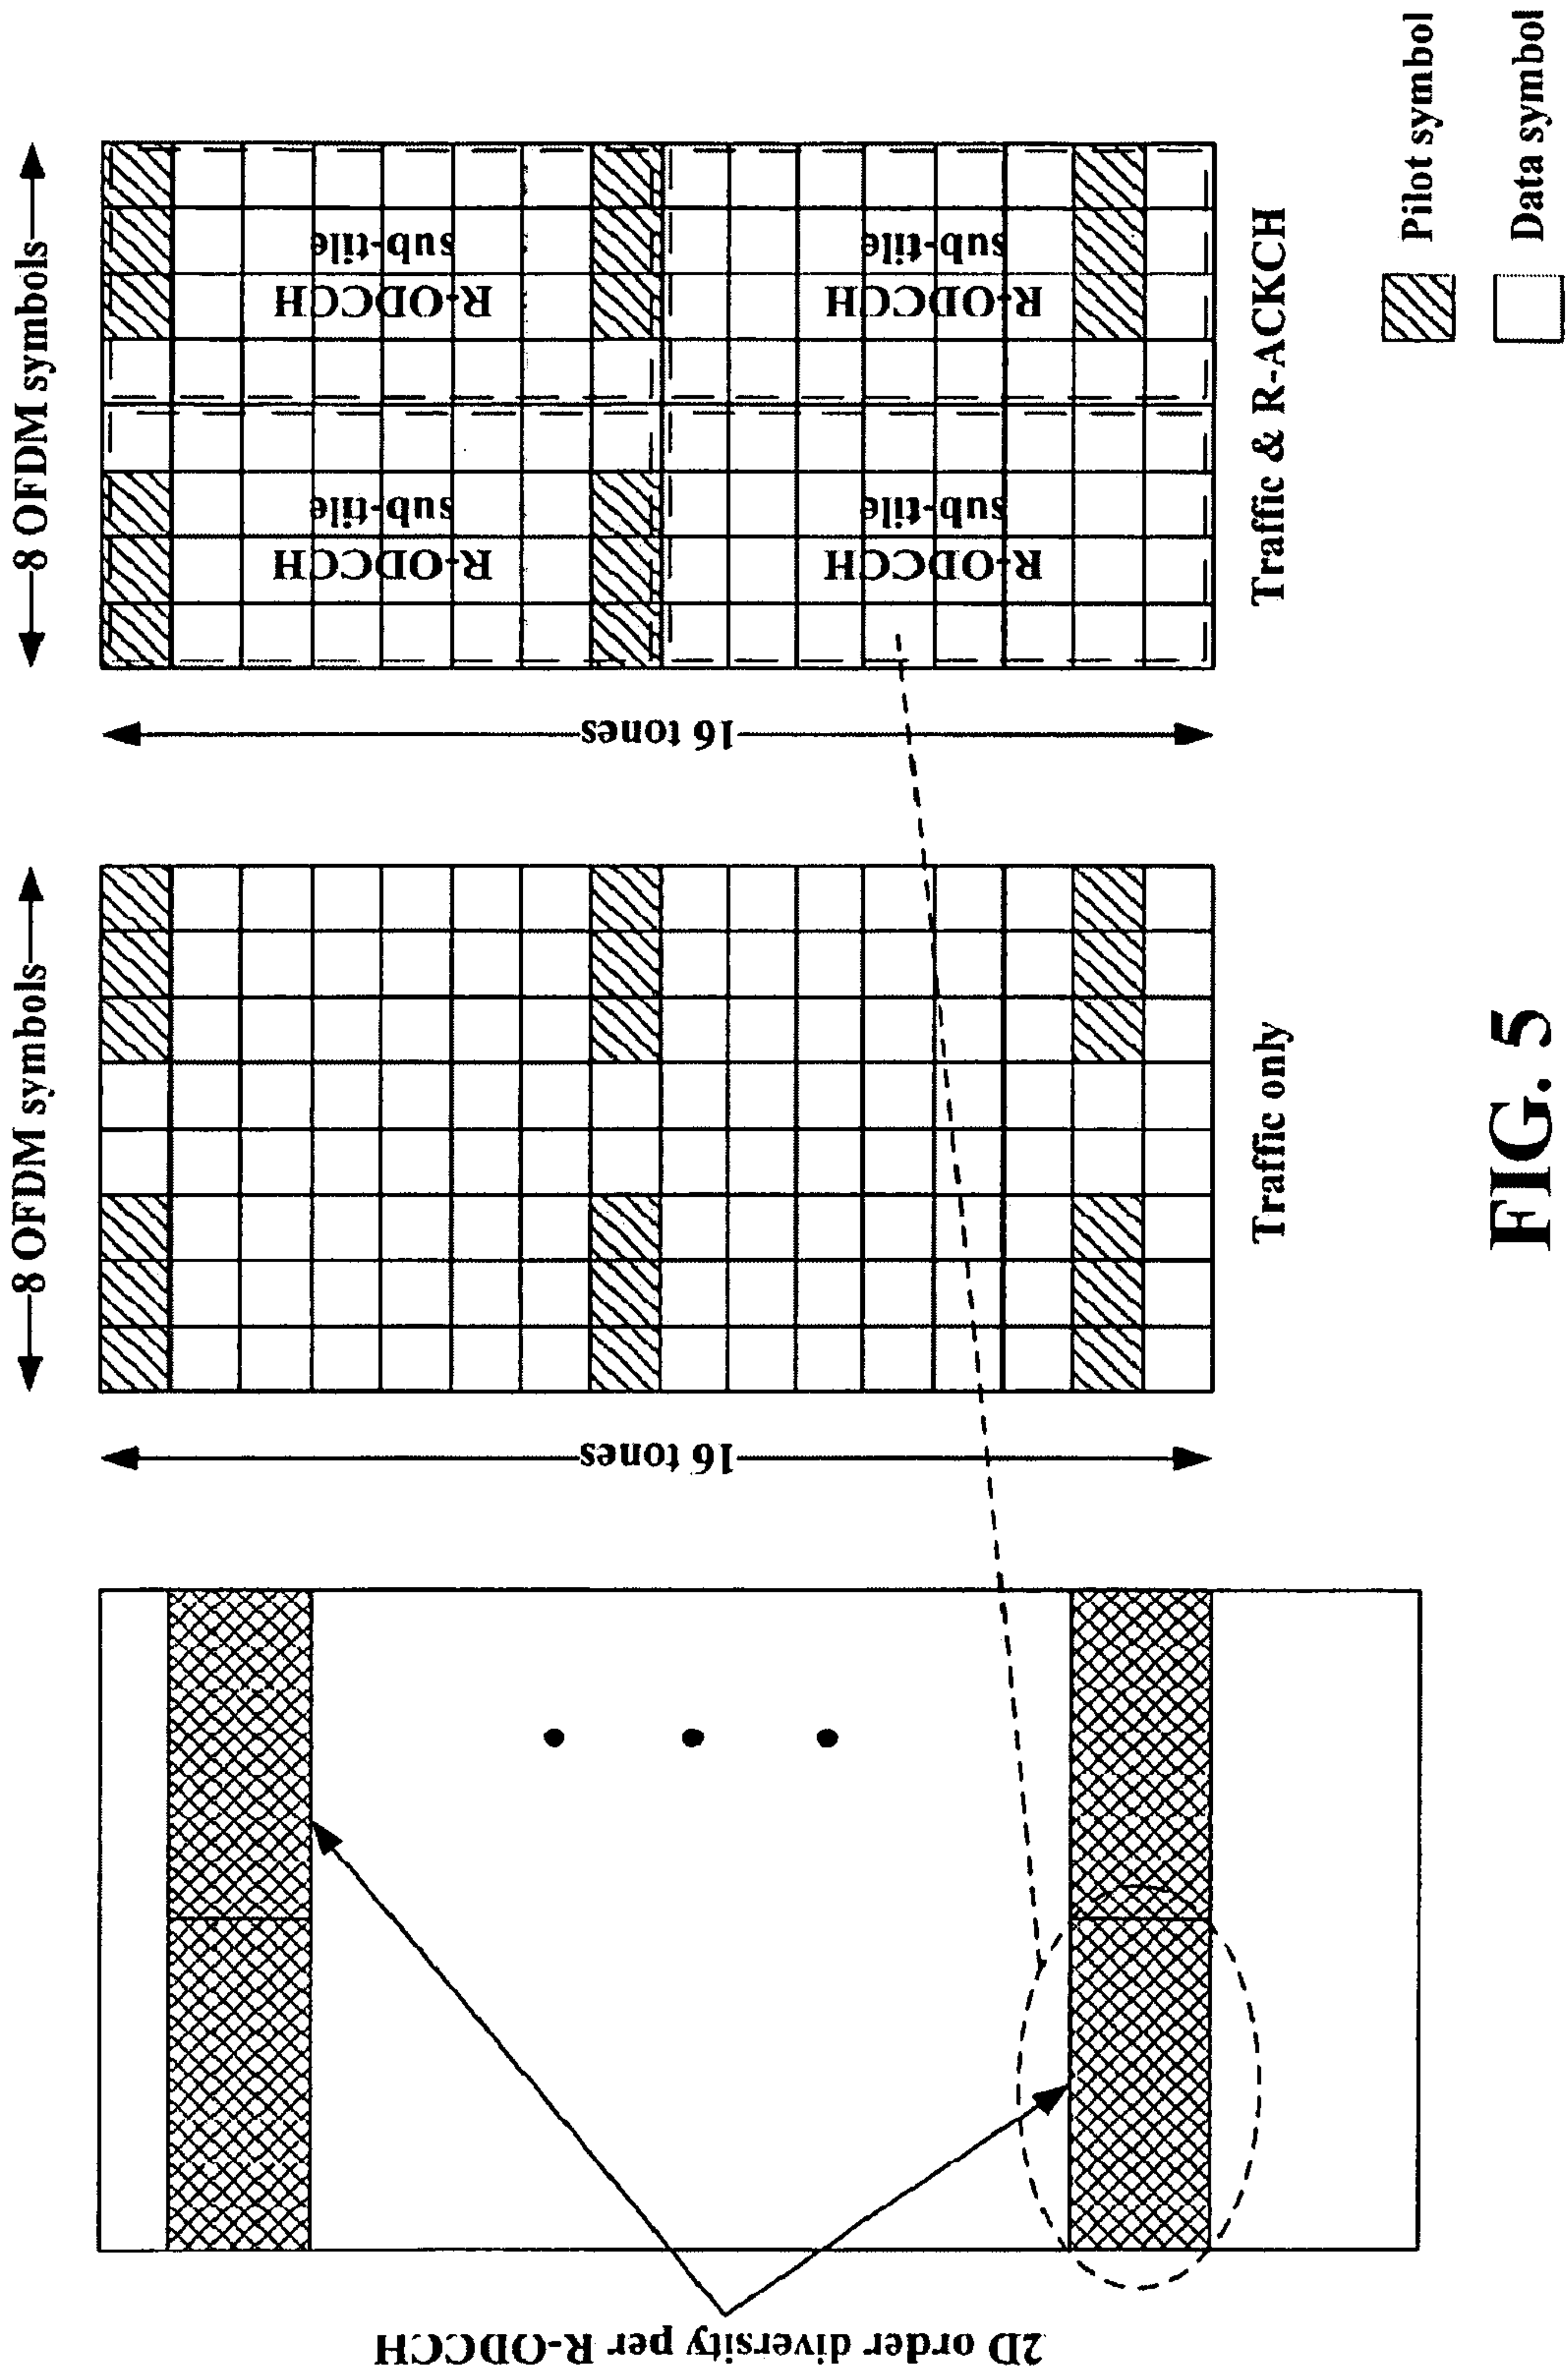 8 OFDM symbols
8 OFDM symbols
2D order diversity per R-ODCCH
16 tones
16 tones
R-ODCCH
sub-tile
R-ODCCH
sub-tile
R-ODCCH
sub-tile
R-ODCCH
sub-tile
Traffic only
Traffic & R-ACKCH
Pilot symbol
Data symbol
FIG. 5